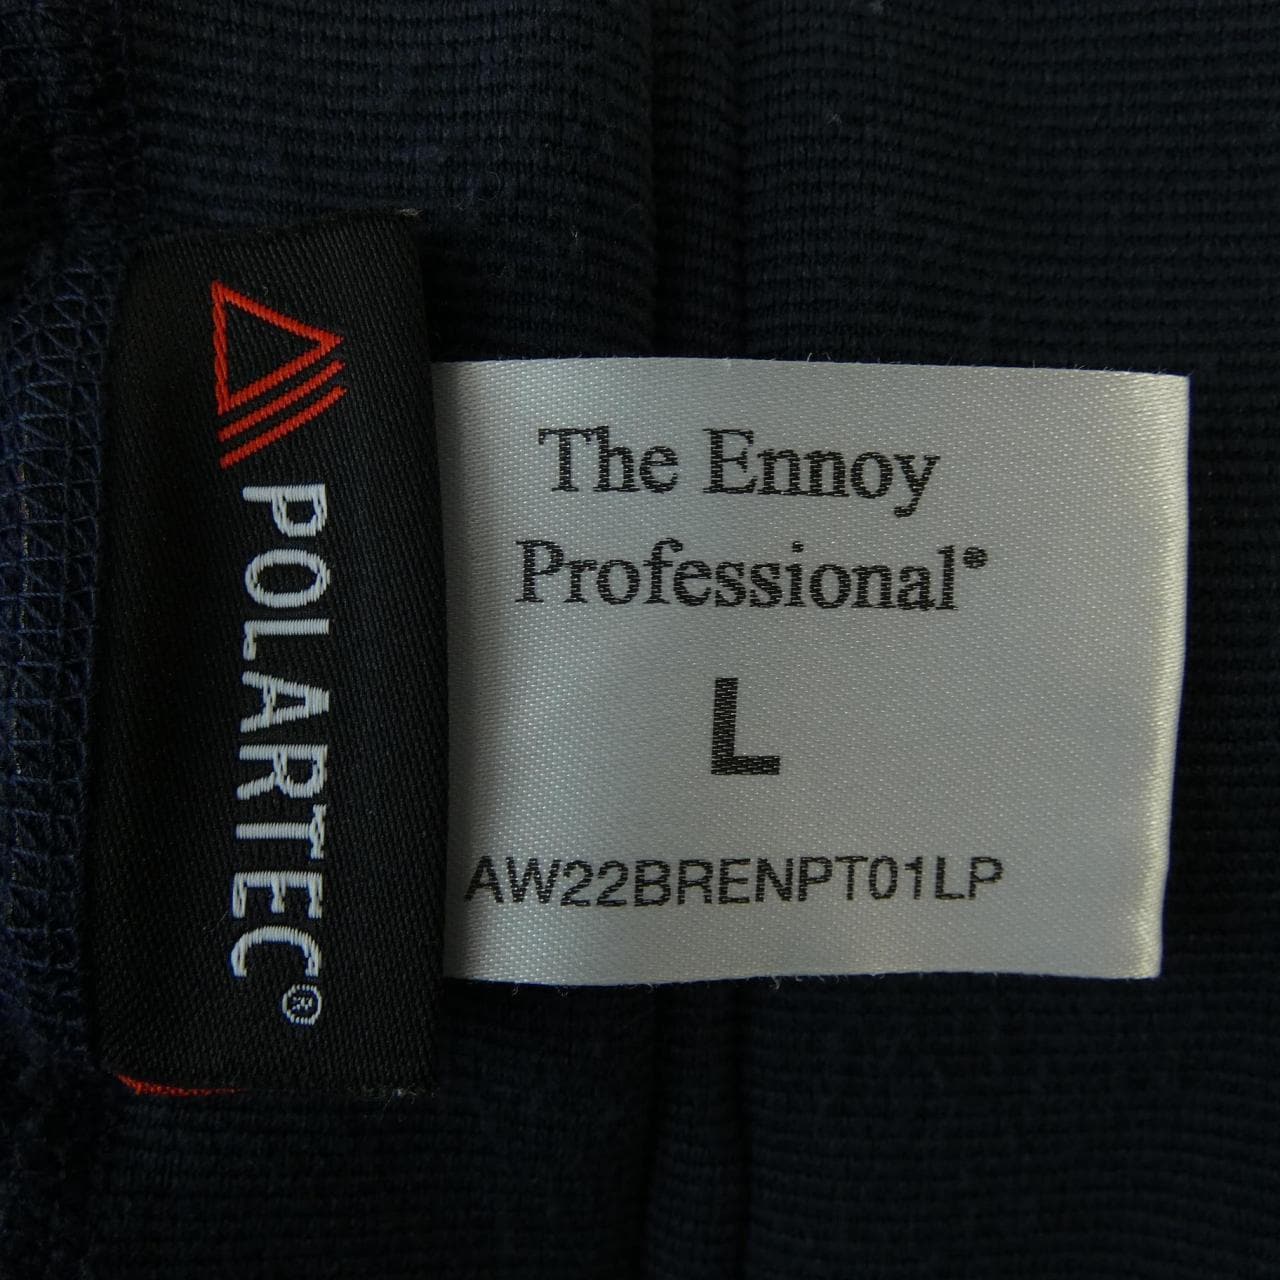 POLARTEC®
The Ennoy
Professional®
L
AW22BRENPT01LP